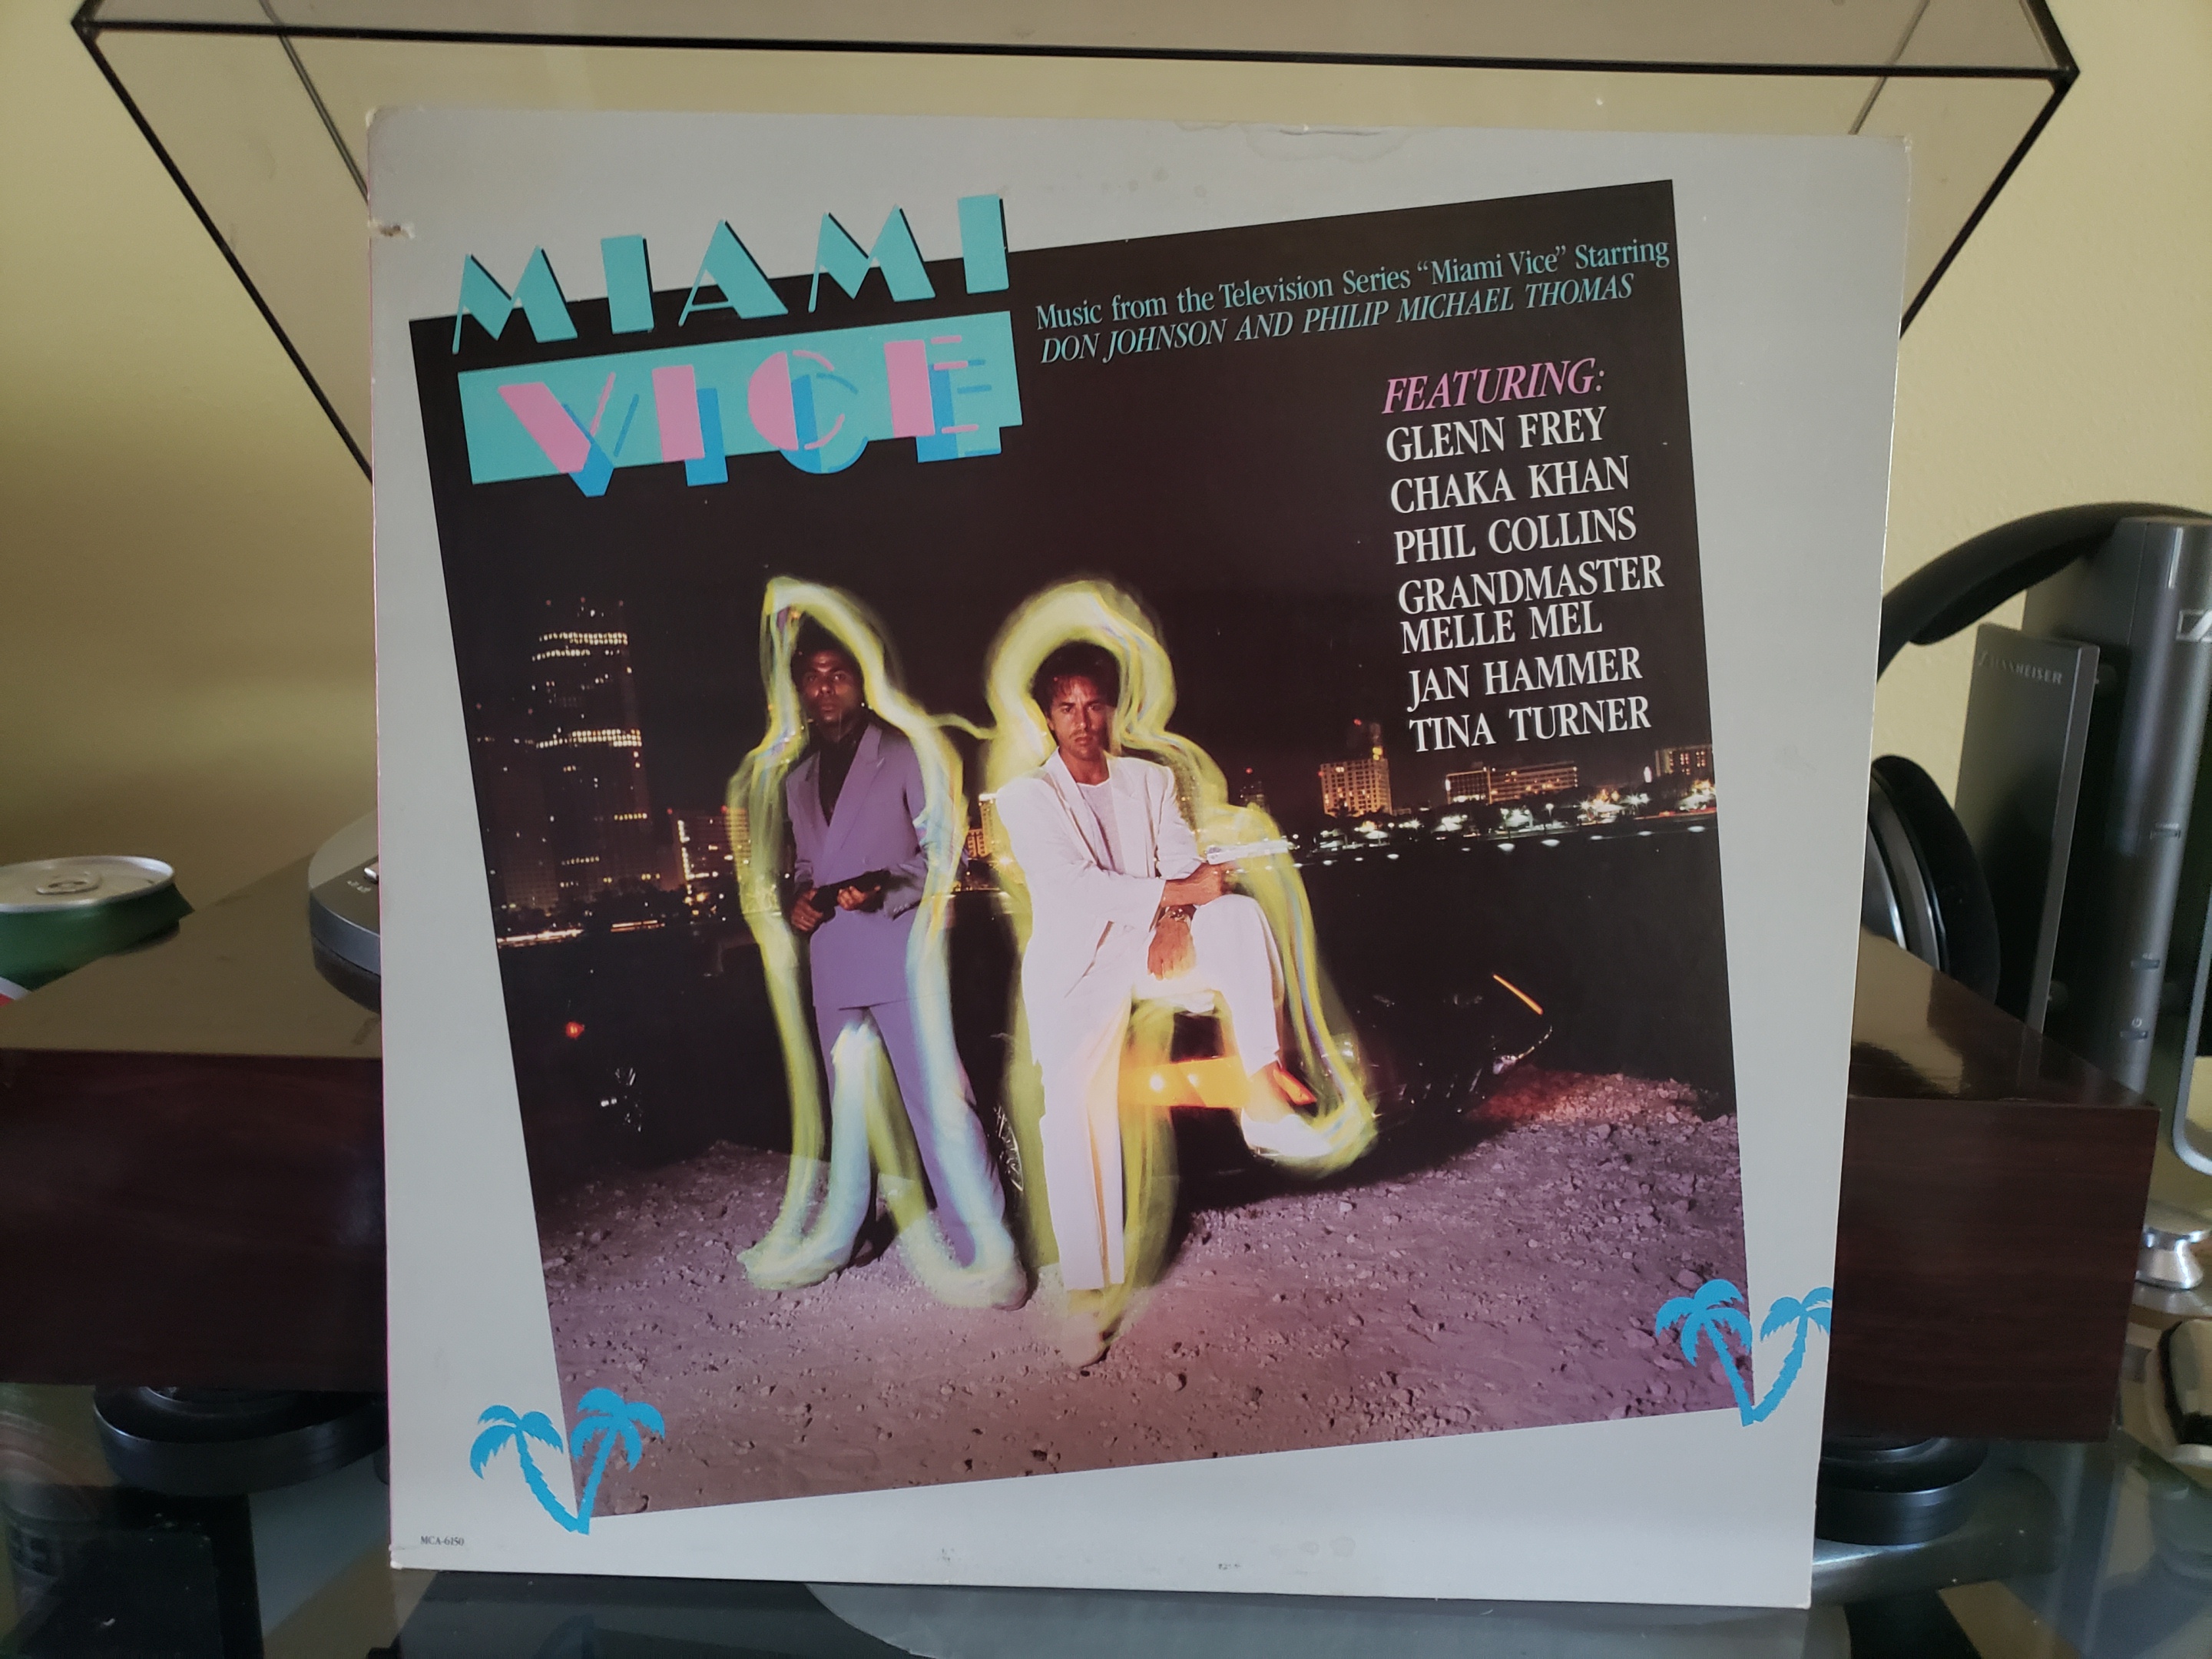 MIAMI
VICE
Music from the Television Series “Miami Vice” Starring
DON JOHNSON AND PHILIP MICHAEL THOMAS
FEATURING:
GLENN FREY
CHAKA KHAN
PHIL COLLINS
GRANDMASTER
MELLE MEL
JAN HAMMER
TINA TURNER
MCA-6150
SENNHEISER